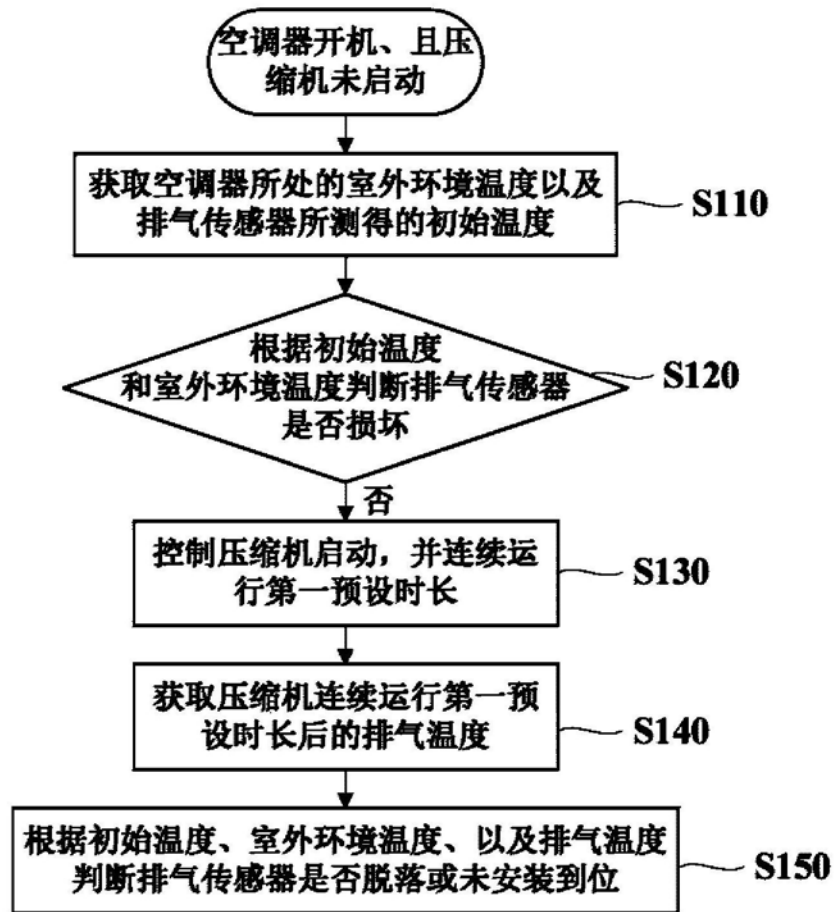 空调器开机、且压
缩机未启动
获取空调器所处的室外环境温度以及
排气传感器所测得的初始温度
S110
根据初始温度
和室外环境温度判断排气传感器
是否损坏
S120
否
控制压缩机启动，并连续运
行第一预设时长
S130
获取压缩机连续运行第一预
设时长后的排气温度
S140
根据初始温度、室外环境温度、以及排气温度
判断排气传感器是否脱落或未安装到位
S150